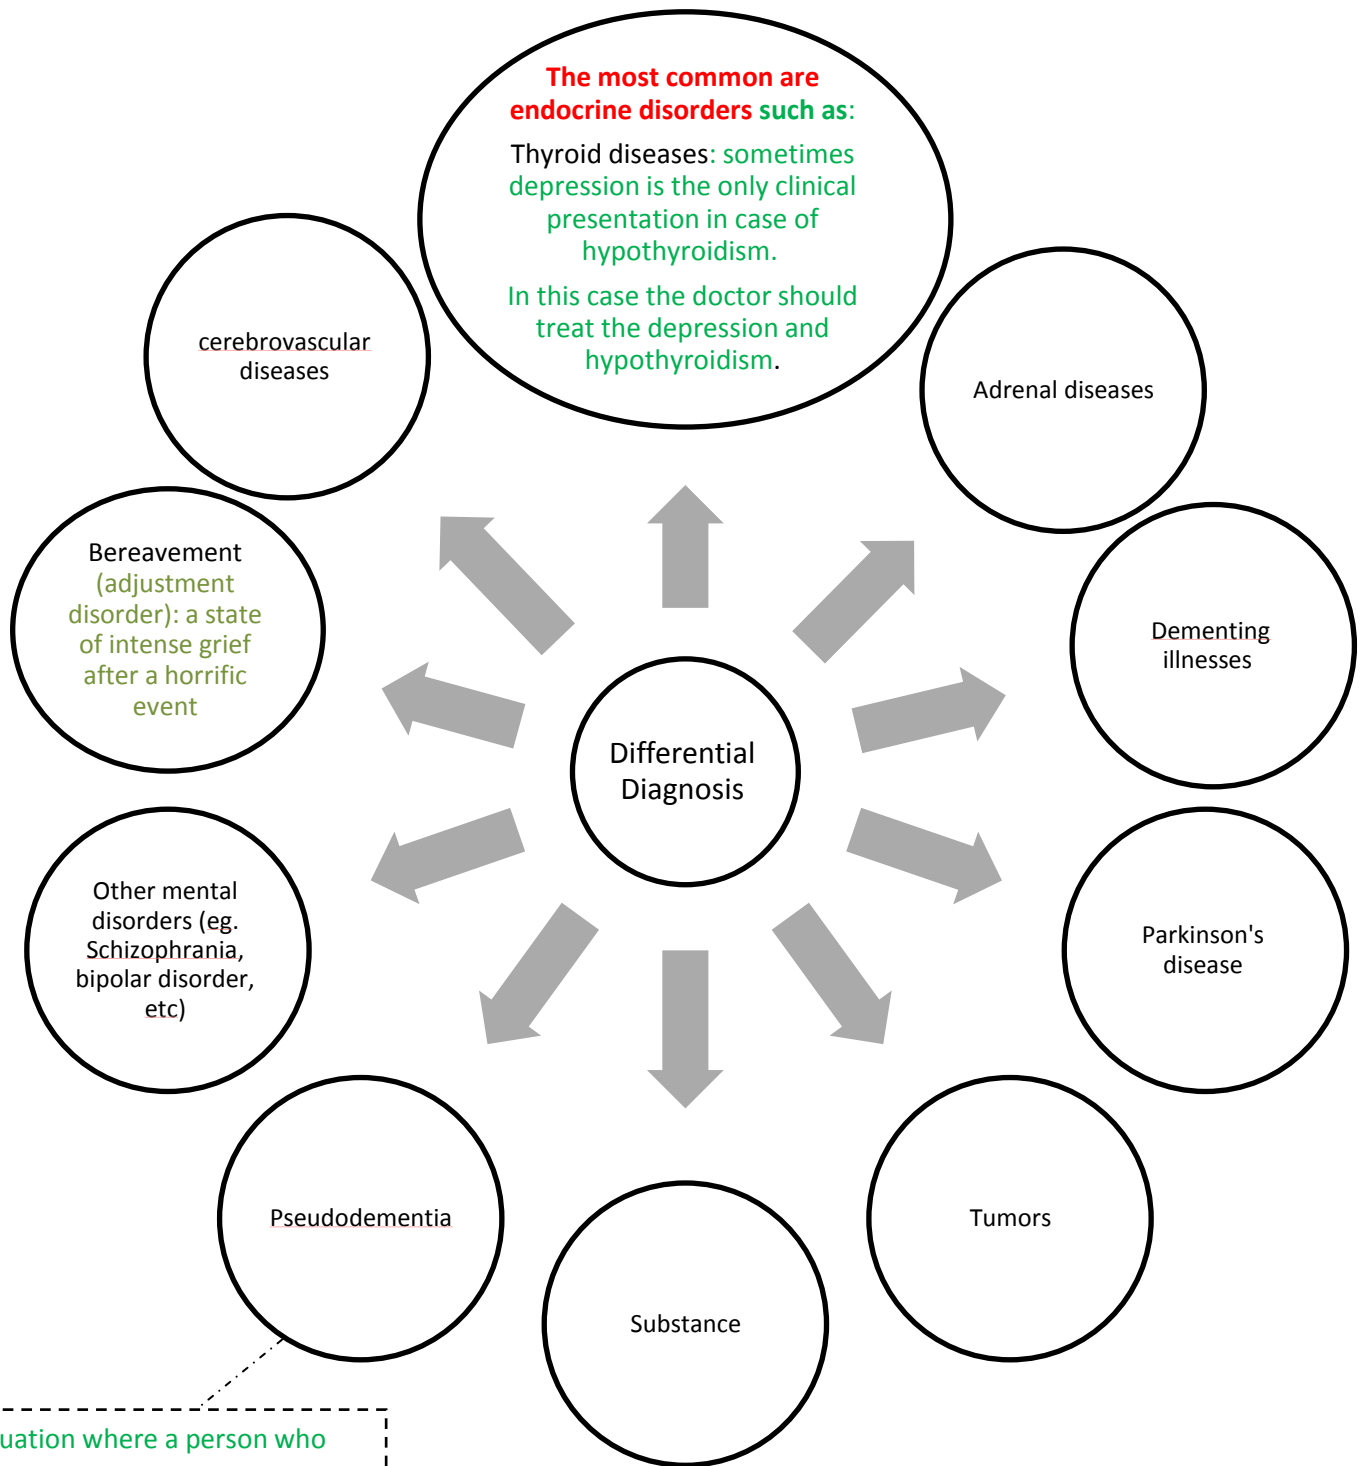 The most common are
endocrine disorders such as:
Thyroid diseases: sometimes
depression is the only clinical
presentation in case of
hypothyroidism.
In this case the doctor should
treat the depression and
hypothyroidism.
Adrenal diseases
Dementing
illnesses
Parkinson's
disease
Tumors
Substance
Pseudodementia
Other mental
disorders (eg.
Schizophrania,
bipolar disorder,
etc)
Bereavement
(adjustment
disorder): a state
of intense grief
after a horrific
event
cerebrovascular
diseases
Differential
Diagnosis
where a person who